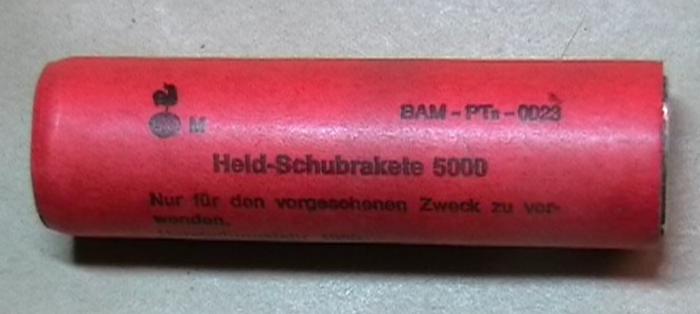 M
BAM - PTs - 0023
Held-Schubrakete 5000
Nur für den vorgesehenen Zweck zu ver-
wenden.